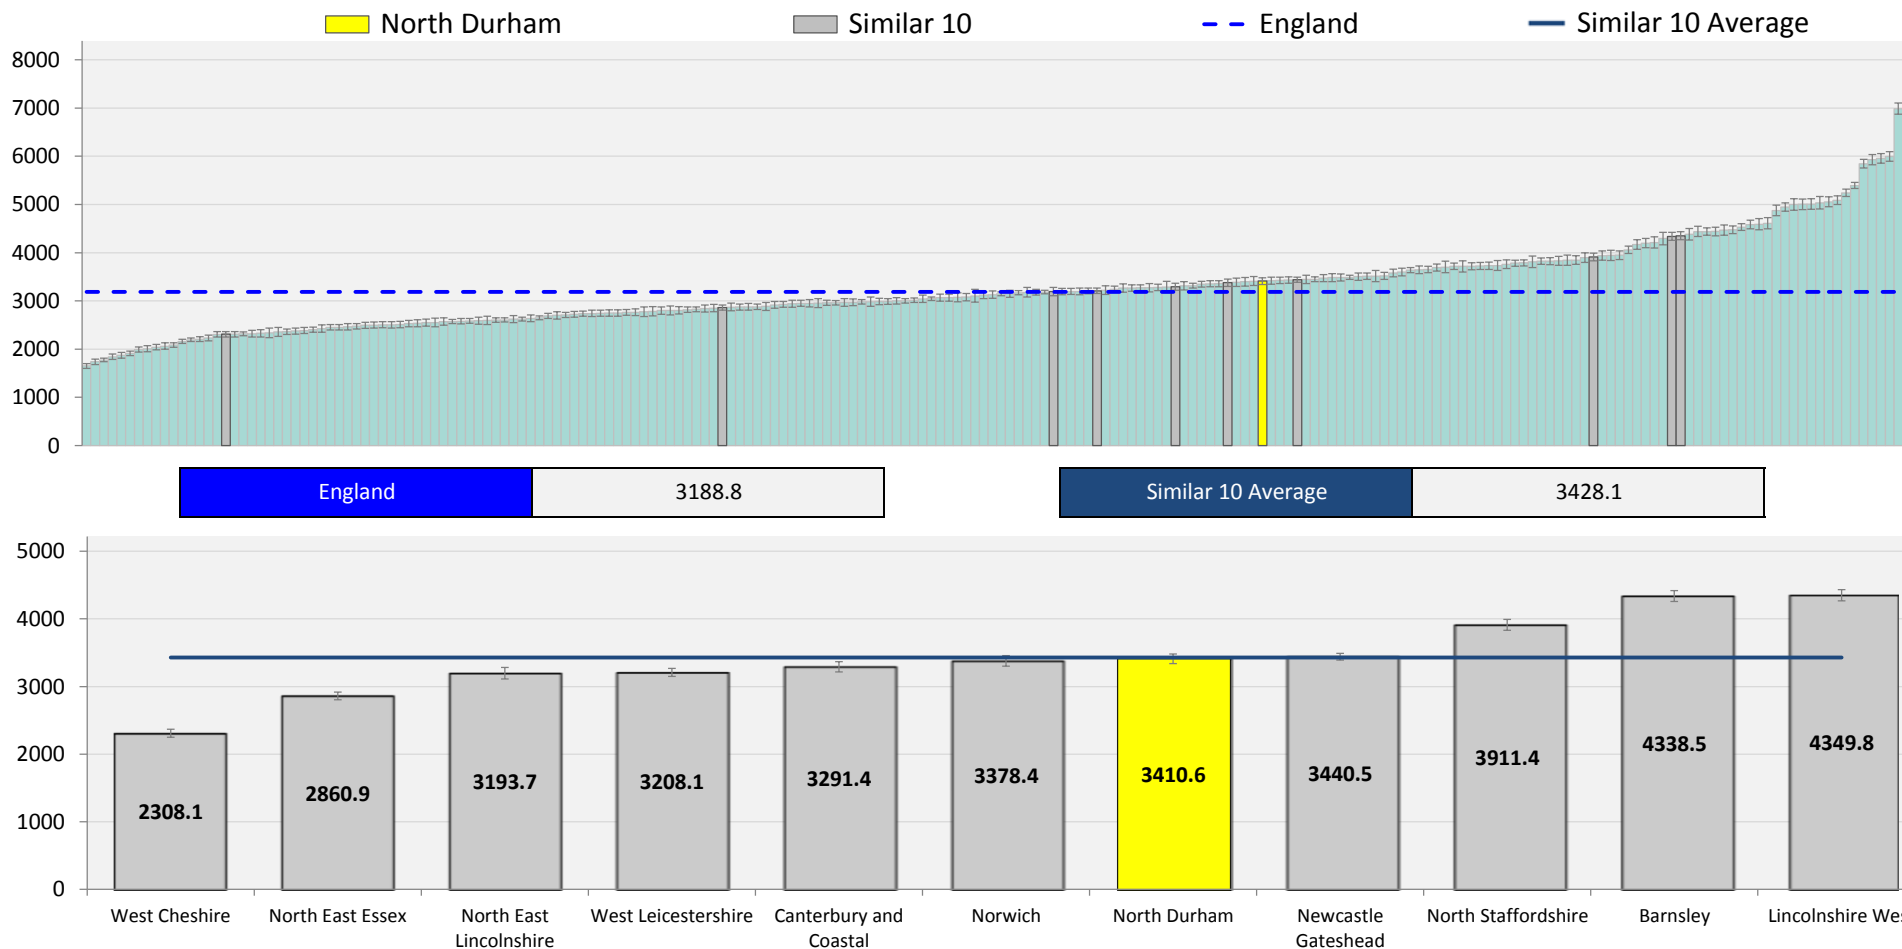 North Durham
Similar 10
England
Similar 10 Average
8000
7000
6000
5000
4000
3000
2000
1000
0
England 3188.8
Similar 10 Average 3428.1
5000
4000
3000
2000
1000
0
2308.1
2860.9
3193.7
3208.1
3291.4
3378.4
3410.6
3440.5
3911.4
4338.5
4349.8
West Cheshire
North East Essex
North East
Lincolnshire
West Leicestershire
Canterbury and
Coastal
Norwich
North Durham
Newcastle
Gateshead
North Staffordshire
Barnsley
Lincolnshire Wes